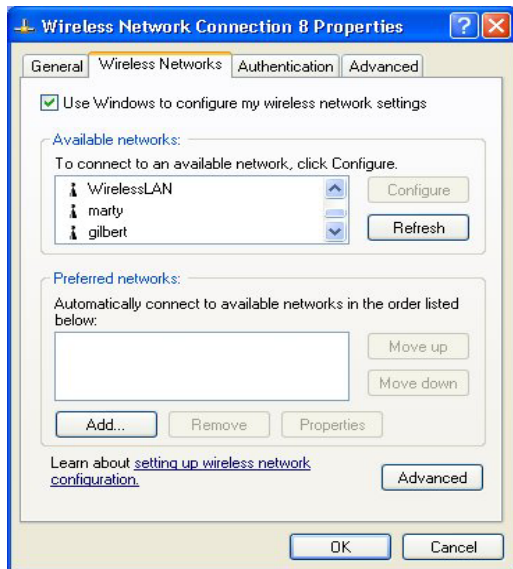 Wireless Network Connection 8 Properties
General Wireless Networks Authentication Advanced
Use Windows to configure my wireless network settings
Available networks:
To connect to an available network, click Configure.
WirelessLAN
marty
gilbert
Configure
Refresh
Preferred networks:
Automatically connect to available networks in the order listed
below:
Move up
Move down
Add... Remove Properties
Learn about setting up wireless network
configuration.
Advanced
OK Cancel